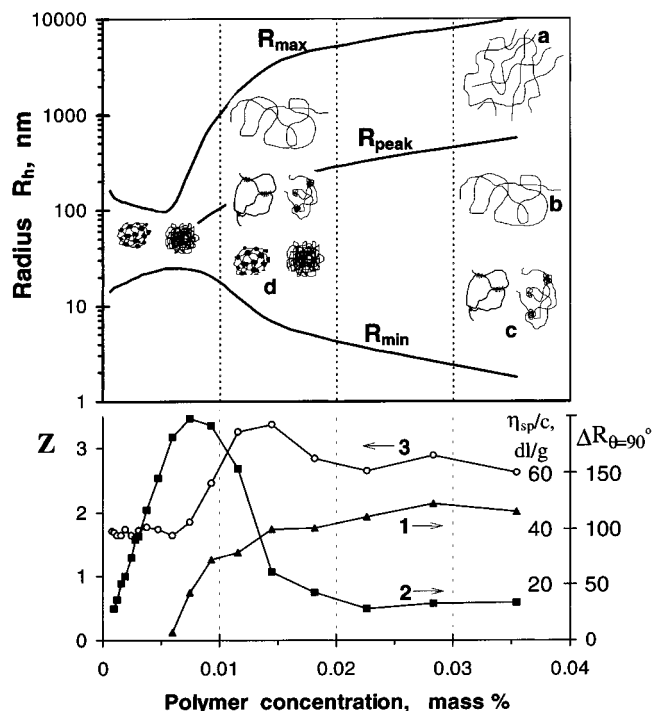 10000
1000
100
10
1
Radius R_h, nm
R_max
R_peak
R_min
a
b
c
d
Z
3
2
1
0
3
1
2
η_sp/c,
dl/g
60
40
20
ΔR_θ=90°
150
100
50
0
0
0.01
0.02
0.03
0.04
Polymer concentration, mass %